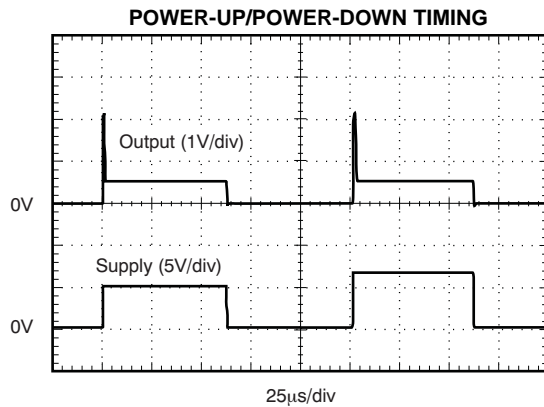 POWER-UP/POWER-DOWN TIMING
Output (1V/div)
0V
Supply (5V/div)
0V
25µs/div